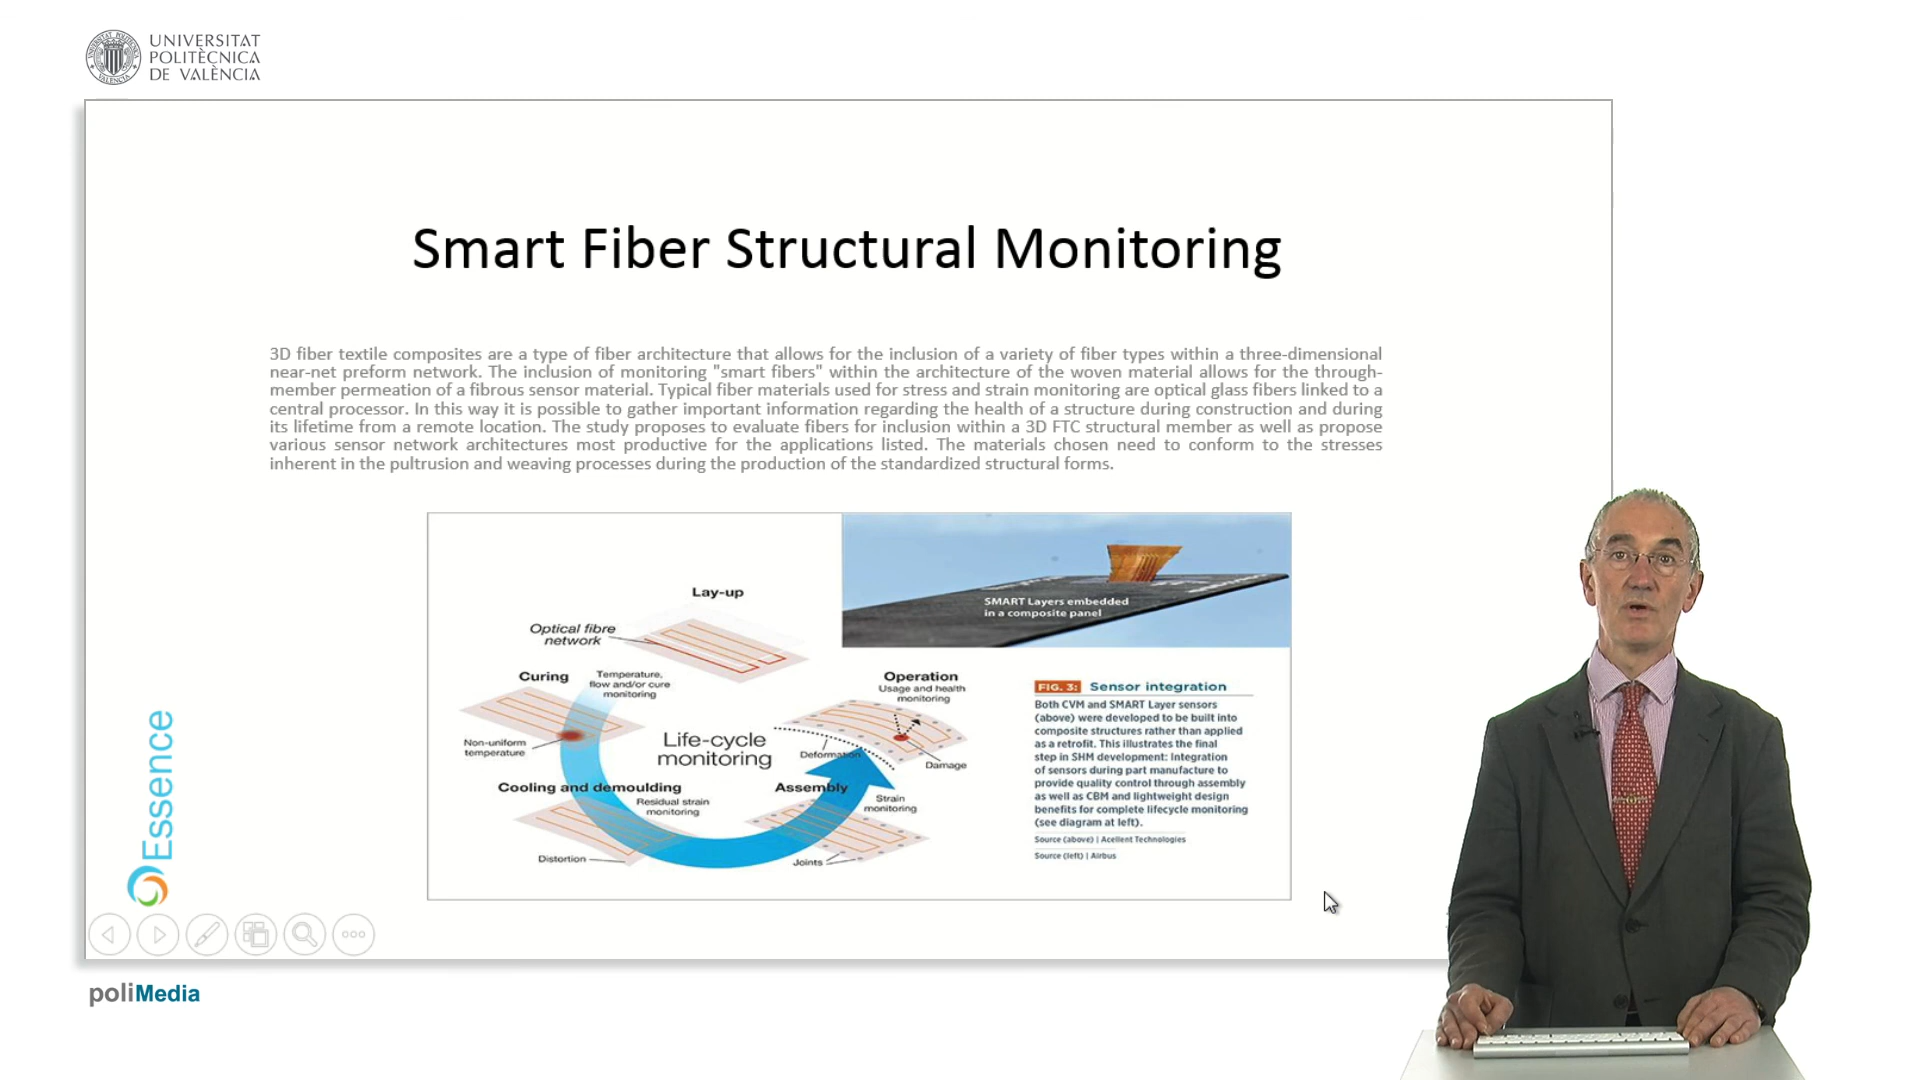 UNIVERSITAT
POLITÈCNICA
DE VALÈNCIA
Smart Fiber Structural Monitoring
3D fiber textile composites are a type of fiber architecture that allows for the inclusion of a variety of fiber types within a three-dimensional
near-net preform network. The inclusion of monitoring "smart fibers" within the architecture of the woven material allows for the through-
member permeation of a fibrous sensor material. Typical fiber materials used for stress and strain monitoring are optical glass fibers linked to a
central processor. In this way it is possible to gather important information regarding the health of a structure during construction and during
its lifetime from a remote location. The study proposes to evaluate fibers for inclusion within a 3D FTC structural member as well as propose
various sensor network architectures most productive for the applications listed. The materials chosen need to conform to the stresses
inherent in the pultrusion and weaving processes during the production of the standardized structural forms.
SMART Layers embedded
in a composite panel
Lay-up
Optical fibre
network
Curing
Temperature,
flow and/or cure
monitoring
Non-uniform
temperature
Life-cycle
monitoring
Operation
Usage and health
monitoring
Deformation
Damage
Cooling and demoulding
Residual strain
monitoring
Distortion
Assembly
Strain
monitoring
Joints
FIG. 3: Sensor integration
Both CVM and SMART Layer sensors
(above) were developed to be built into
composite structures rather than applied
as a retrofit. This illustrates the final
step in SHM development: Integration
of sensors during part manufacture to
provide quality control through assembly
as well as CBM and lightweight design
benefits for complete lifecycle monitoring
(see diagram at left).
Source (above) | Acellent Technologies
Source (left) | Airbus
Essence
poliMedia